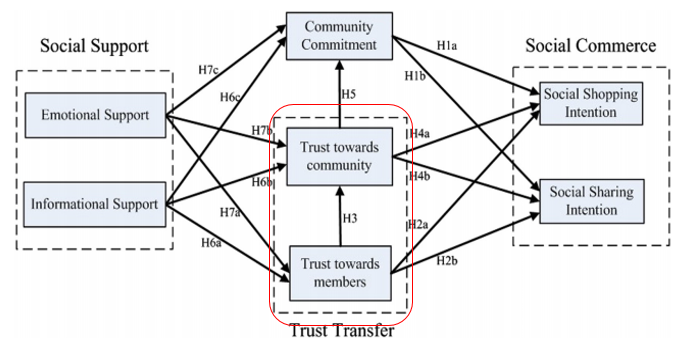 Community
Commitment
Social Support
Social Commerce
H1a
H7c
H1b
H6c
H5
Emotional Support
Social Shopping
Intention
H7b
H4a
Trust towards
community
H6b
H4b
Informational Support
Social Sharing
Intention
H7a
H3
H2a
H6a
H2b
Trust towards
members
Trust Transfer